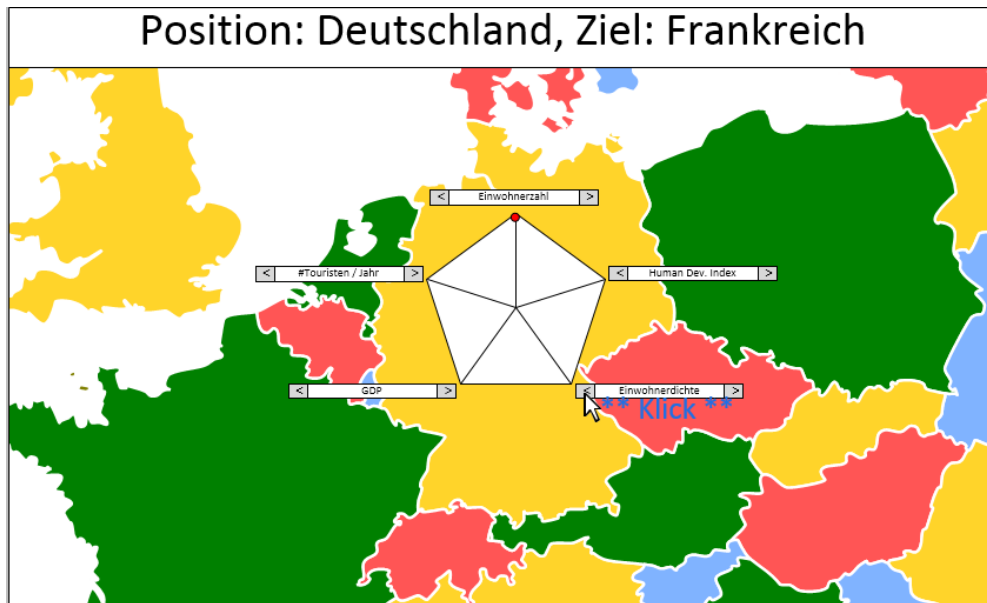 Position: Deutschland, Ziel: Frankreich
< Einwohnerzahl >
< #Touristen / Jahr >
< Human Dev. Index >
< GDP >
< Einwohnerdichte >
** Klick **